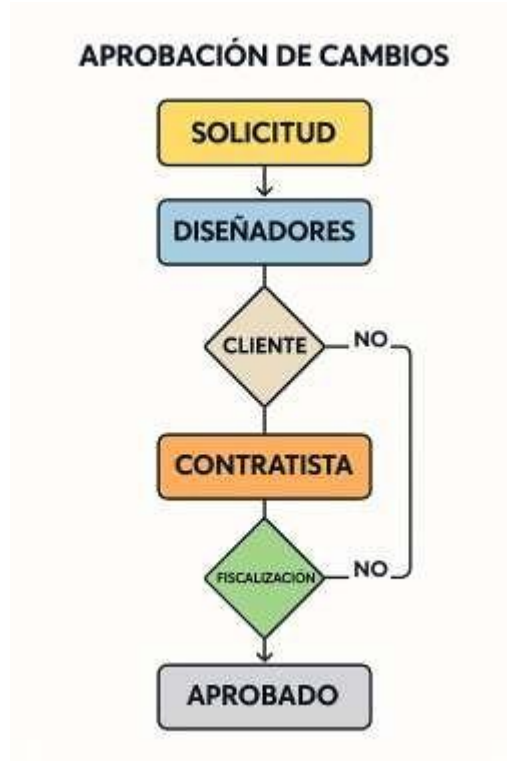 APROBACIÓN DE CAMBIOS
SOLICITUD
DISEÑADORES
CLIENTE
NO
CONTRATISTA
FISCALIZACIÓN
NO
APROBADO